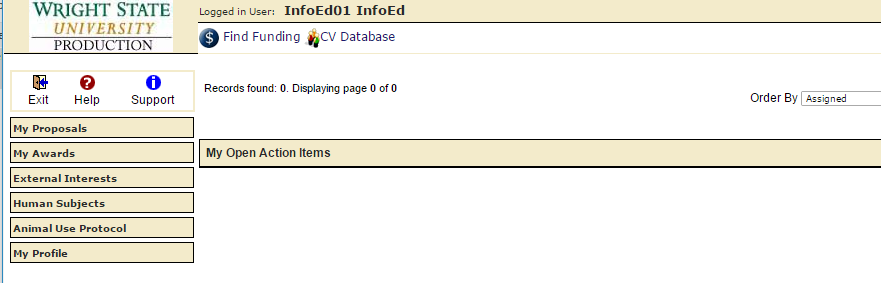 WRIGHT STATE
UNIVERSITY
PRODUCTION
Logged in User: InfoEd01 InfoEd
$ Find Funding CV Database
Exit Help Support
Records found: 0. Displaying page 0 of 0
Order By Assigned
My Proposals
My Awards
External Interests
Human Subjects
Animal Use Protocol
My Profile
My Open Action Items